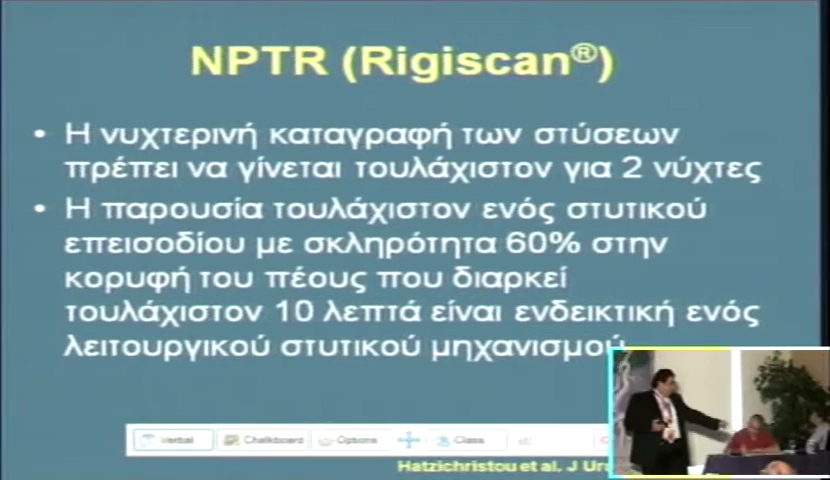 NPTR (Rigiscan®)
• Η νυχτερινή καταγραφή των στύσεων
πρέπει να γίνεται τουλάχιστον για 2 νύχτες
• Η παρουσία τουλάχιστον ενός στυτικού
επεισοδίου με σκληρότητα 60% στην
κορυφή του πέους που διαρκεί
τουλάχιστον 10 λεπτά είναι ενδεικτική ενός
λειτουργικού στυτικού μηχανισμού
Verbal Chalkboard Options Class
Hatzichristou et al. J